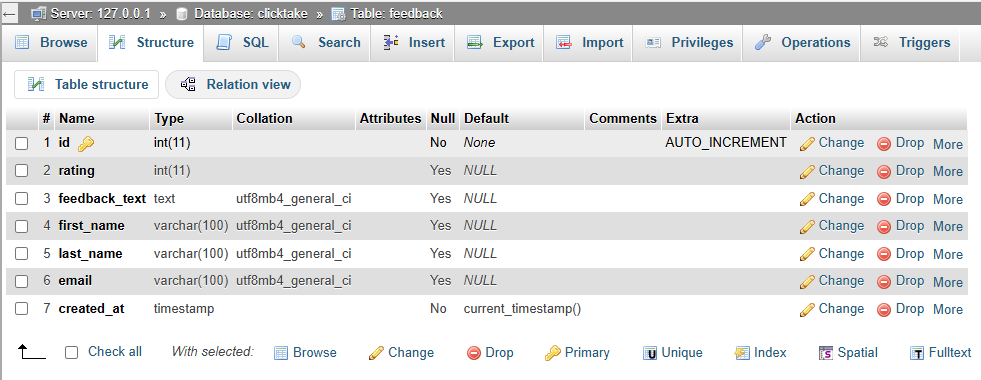 ← Server: 127.0.0.1 » Database: clicktake » Table: feedback
Browse Structure SQL Search Insert Export Import Privileges Operations Triggers
Table structure Relation view
# Name Type Collation Attributes Null Default Comments Extra Action
1 id int(11) No None AUTO_INCREMENT Change Drop More
2 rating int(11) Yes NULL Change Drop More
3 feedback_text text utf8mb4_general_ci Yes NULL Change Drop More
4 first_name varchar(100) utf8mb4_general_ci Yes NULL Change Drop More
5 last_name varchar(100) utf8mb4_general_ci Yes NULL Change Drop More
6 email varchar(100) utf8mb4_general_ci Yes NULL Change Drop More
7 created_at timestamp No current_timestamp() Change Drop More
Check all With selected: Browse Change Drop Primary Unique Index Spatial Fulltext